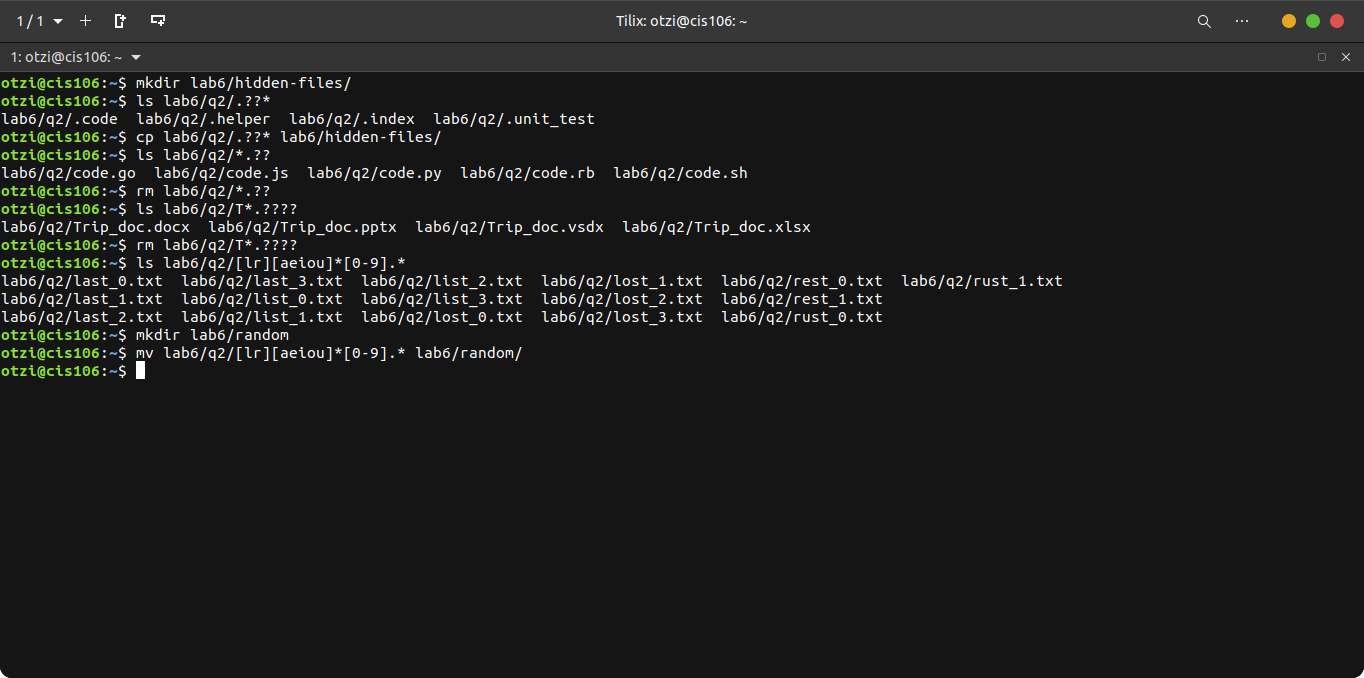 1 / 1 Tilix: otzi@cis106: ~
1: otzi@cis106: ~
otzi@cis106:~$ mkdir lab6/hidden-files/
otzi@cis106:~$ ls lab6/q2/.??*
lab6/q2/.code  lab6/q2/.helper  lab6/q2/.index  lab6/q2/.unit_test
otzi@cis106:~$ cp lab6/q2/.??* lab6/hidden-files/
otzi@cis106:~$ ls lab6/q2/*.??
lab6/q2/code.go  lab6/q2/code.js  lab6/q2/code.py  lab6/q2/code.rb  lab6/q2/code.sh
otzi@cis106:~$ rm lab6/q2/*.??
otzi@cis106:~$ ls lab6/q2/T*.????
lab6/q2/Trip_doc.docx  lab6/q2/Trip_doc.pptx  lab6/q2/Trip_doc.vsdx  lab6/q2/Trip_doc.xlsx
otzi@cis106:~$ rm lab6/q2/T*.????
otzi@cis106:~$ ls lab6/q2/[lr][aeiou]*[0-9].*
lab6/q2/last_0.txt  lab6/q2/last_3.txt  lab6/q2/list_2.txt  lab6/q2/lost_1.txt  lab6/q2/rest_0.txt  lab6/q2/rust_1.txt
lab6/q2/last_1.txt  lab6/q2/list_0.txt  lab6/q2/list_3.txt  lab6/q2/lost_2.txt  lab6/q2/rest_1.txt
lab6/q2/last_2.txt  lab6/q2/list_1.txt  lab6/q2/lost_0.txt  lab6/q2/lost_3.txt  lab6/q2/rust_0.txt
otzi@cis106:~$ mkdir lab6/random
otzi@cis106:~$ mv lab6/q2/[lr][aeiou]*[0-9].* lab6/random/
otzi@cis106:~$